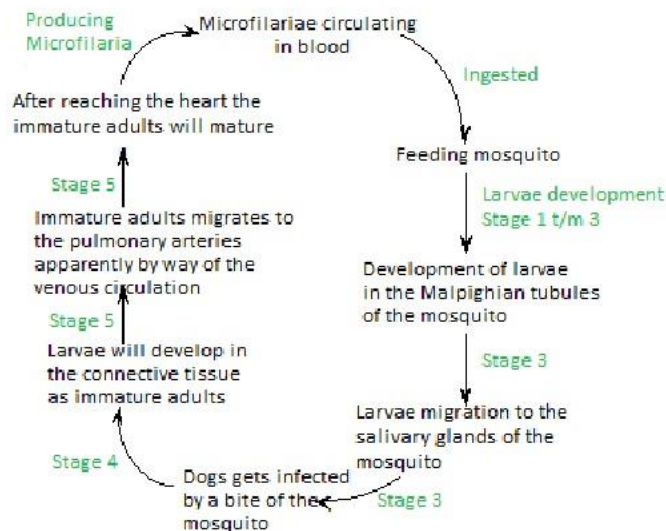 Producing
Microfilaria
Microfilariae circulating
in blood
Ingested
Feeding mosquito
Larvae development
Stage 1 t/m 3
Development of larvae
in the Malpighian tubules
of the mosquito
Stage 3
Larvae migration to the
salivary glands of the
mosquito
Stage 3
Dogs gets infected
by a bite of the
mosquito
Stage 4
Larvae will develop in
the connective tissue
as immature adults
Stage 5
Immature adults migrates to
the pulmonary arteries
apparently by way of the
venous circulation
Stage 5
After reaching the heart the
immature adults will mature